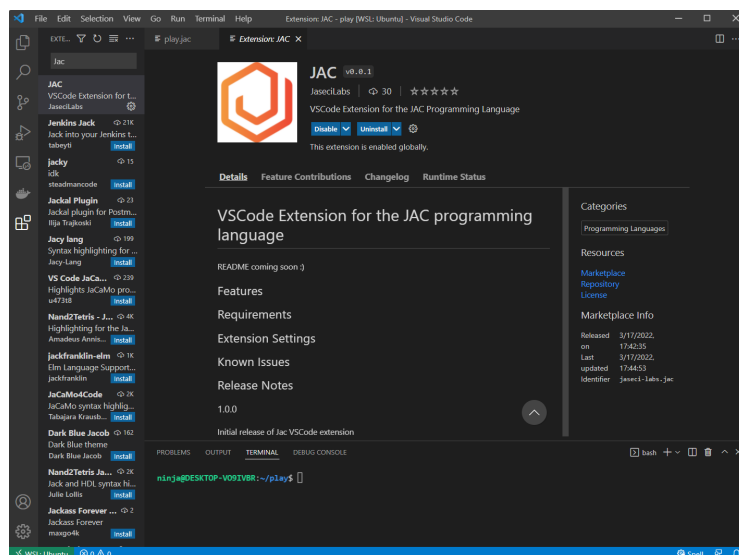 File Edit Selection View Go Run Terminal Help Extension: JAC - play [WSL: Ubuntu] - Visual Studio Code
EXTE...
play.jac
Extension: JAC
Jac
JAC
VSCode Extension for t...
JaseciLabs
Jenkins Jack 21K
Jack into your Jenkins t...
tabeyti Install
jacky 15
idk
steadmancode Install
Jackal Plugin 23
Jackal plugin for Postm...
Ilija Trajkoski Install
Jacy lang 199
Syntax highlighting for ...
Jacy-Lang Install
VS Code JaCa... 239
Highlights JaCaMo pro...
u473t8 Install
Nand2Tetris - J... 4K
Highlighting for the Ja...
Amadeus Annis... Install
jackfranklin-elm 1K
Elm Language Support...
jackfranklin Install
JaCaMo4Code 2K
JaCaMo syntax highlig...
Tabajara Krausb... Install
Dark Blue Jacob 162
Dark Blue theme
Dark Blue Jacob Install
Nand2Tetris Ja... 2K
Jack and HDL syntax hi...
Julie Lollis Install
Jackass Forever ... 2
Jackass Forever
maxgo4k Install
JAC v0.0.1
JaseciLabs 30
VSCode Extension for the JAC Programming Language
Disable Uninstall
This extension is enabled globally.
Details Feature Contributions Changelog Runtime Status
VSCode Extension for the JAC programming
language
README coming soon :)
Features
Requirements
Extension Settings
Known Issues
Release Notes
1.0.0
Initial release of Jac VSCode extension
Categories
Programming Languages
Resources
Marketplace
Repository
License
Marketplace Info
Released 3/17/2022,
on 17:42:35
Last 3/17/2022,
updated 17:44:53
Identifier jaseci-labs.jac
PROBLEMS OUTPUT TERMINAL DEBUG CONSOLE
bash
ninja@DESKTOP-VO9IVBR:~/play$
WSL: Ubuntu 0 0
Spell